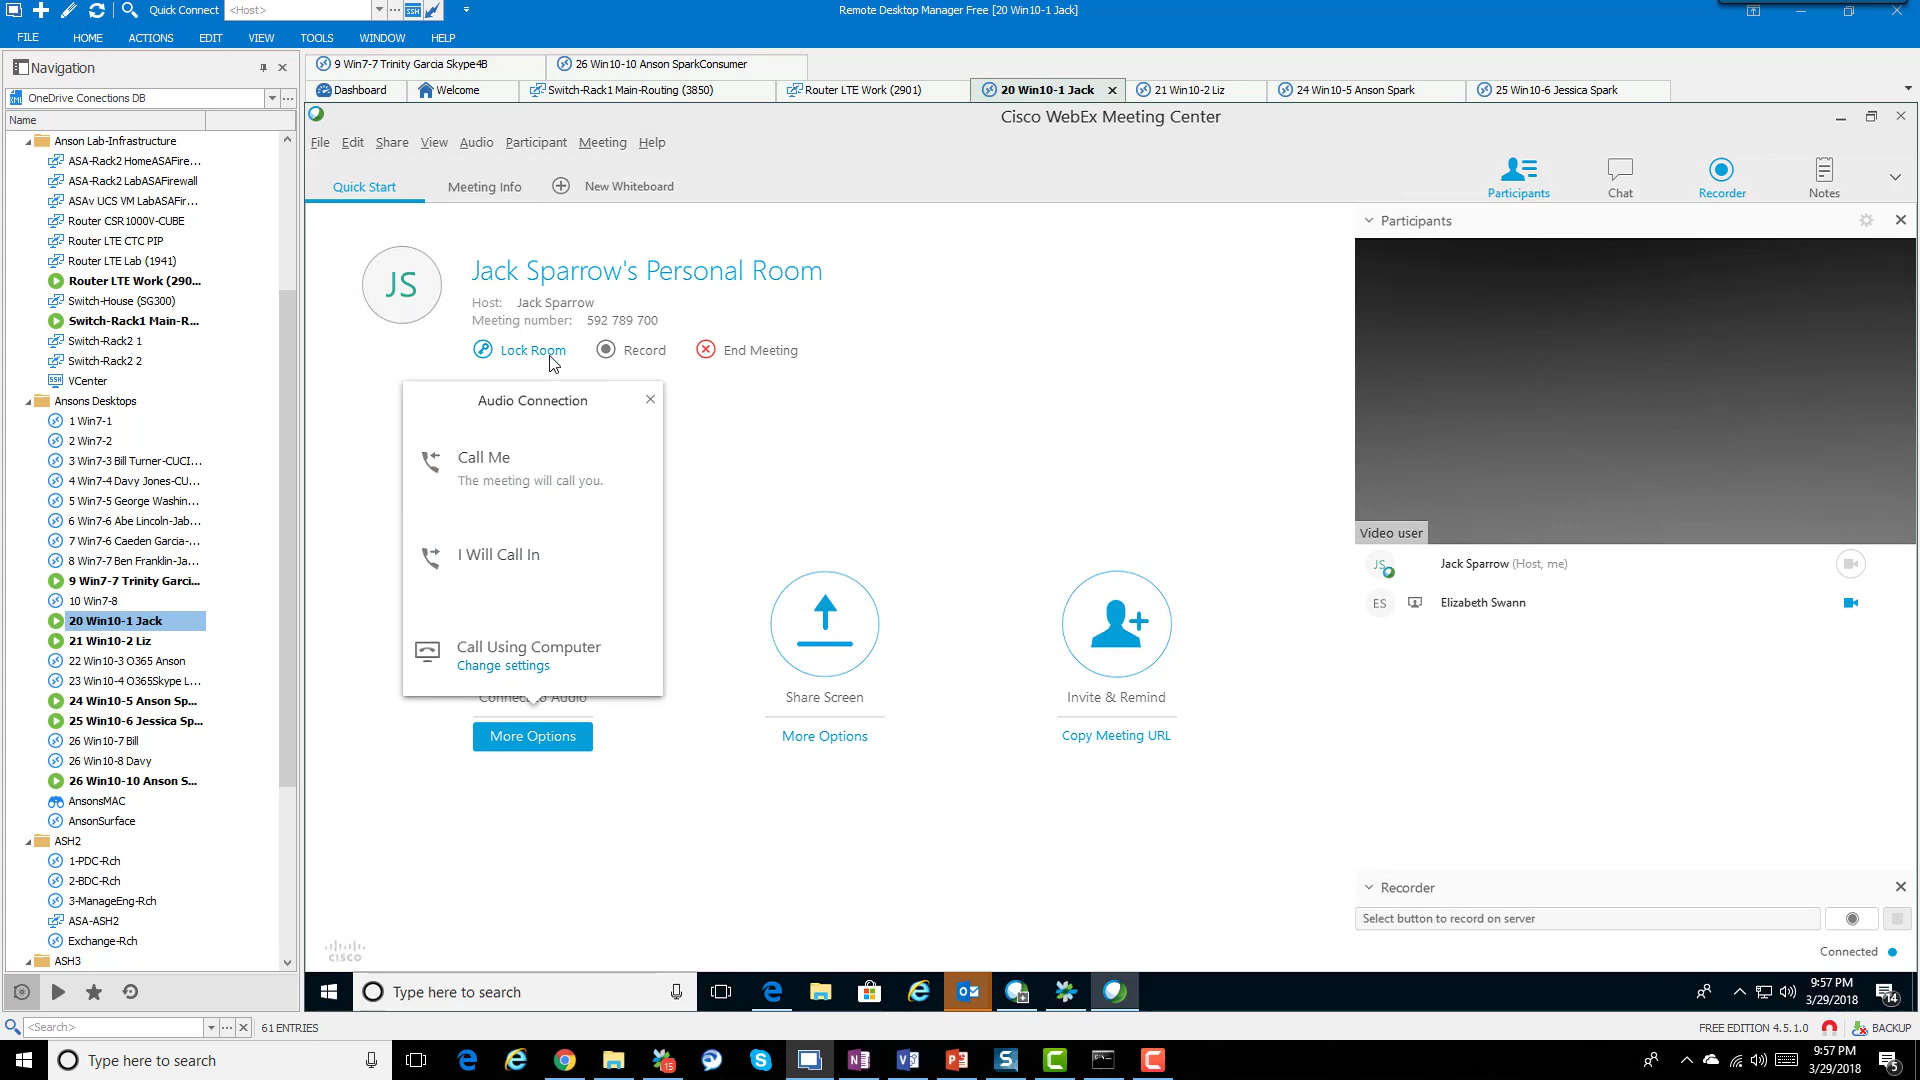 Quick Connect
<Host>
SSH
Remote Desktop Manager Free [20 Win10-1 Jack]
FILE HOME ACTIONS EDIT VIEW TOOLS WINDOW HELP
Navigation
OneDrive Conections DB
Name
Anson Lab-Infrastructure
ASA-Rack2 HomeASAFire...
ASA-Rack2 LabASAFirewall
ASAv UCS VM LabASAFir...
Router CSR1000V-CUBE
Router LTE CTC PIP
Router LTE Lab (1941)
Router LTE Work (290...
Switch-House (SG300)
Switch-Rack1 Main-R...
Switch-Rack2 1
Switch-Rack2 2
VCenter
Ansons Desktops
1 Win7-1
2 Win7-2
3 Win7-3 Bill Turner-CUCI...
4 Win7-4 Davy Jones-CU...
5 Win7-5 George Washin...
6 Win7-6 Abe Lincoln-Jab...
7 Win7-6 Caeden Garcia-...
8 Win7-7 Ben Franklin-Ja...
9 Win7-7 Trinity Garci...
10 Win7-8
20 Win10-1 Jack
21 Win10-2 Liz
22 Win10-3 O365 Anson
23 Win10-4 O365Skype L...
24 Win10-5 Anson Sp...
25 Win10-6 Jessica Sp...
26 Win10-7 Bill
26 Win10-8 Davy
26 Win10-10 Anson S...
AnsonsMAC
AnsonSurface
ASH2
1-PDC-Rch
2-BDC-Rch
3-ManageEng-Rch
ASA-ASH2
Exchange-Rch
ASH3
<Search>
61 ENTRIES
9 Win7-7 Trinity Garcia Skype4B
26 Win10-10 Anson SparkConsumer
Dashboard
Welcome
Switch-Rack1 Main-Routing (3850)
Router LTE Work (2901)
20 Win10-1 Jack
21 Win10-2 Liz
24 Win10-5 Anson Spark
25 Win10-6 Jessica Spark
Cisco WebEx Meeting Center
File Edit Share View Audio Participant Meeting Help
Quick Start
Meeting Info
New Whiteboard
Participants
Chat
Recorder
Notes
JS
Jack Sparrow's Personal Room
Host: Jack Sparrow
Meeting number: 592 789 700
Lock Room
Record
End Meeting
Audio Connection
Call Me
The meeting will call you.
I Will Call In
Call Using Computer
Change settings
Connect to Audio
More Options
Share Screen
More Options
Invite & Remind
Copy Meeting URL
cisco
Participants
Video user
JS
Jack Sparrow (Host, me)
ES
Elizabeth Swann
Recorder
Select button to record on server
Connected
Type here to search
9:57 PM
3/29/2018
14
FREE EDITION 4.5.1.0
BACKUP
Type here to search
15
9:57 PM
3/29/2018
5